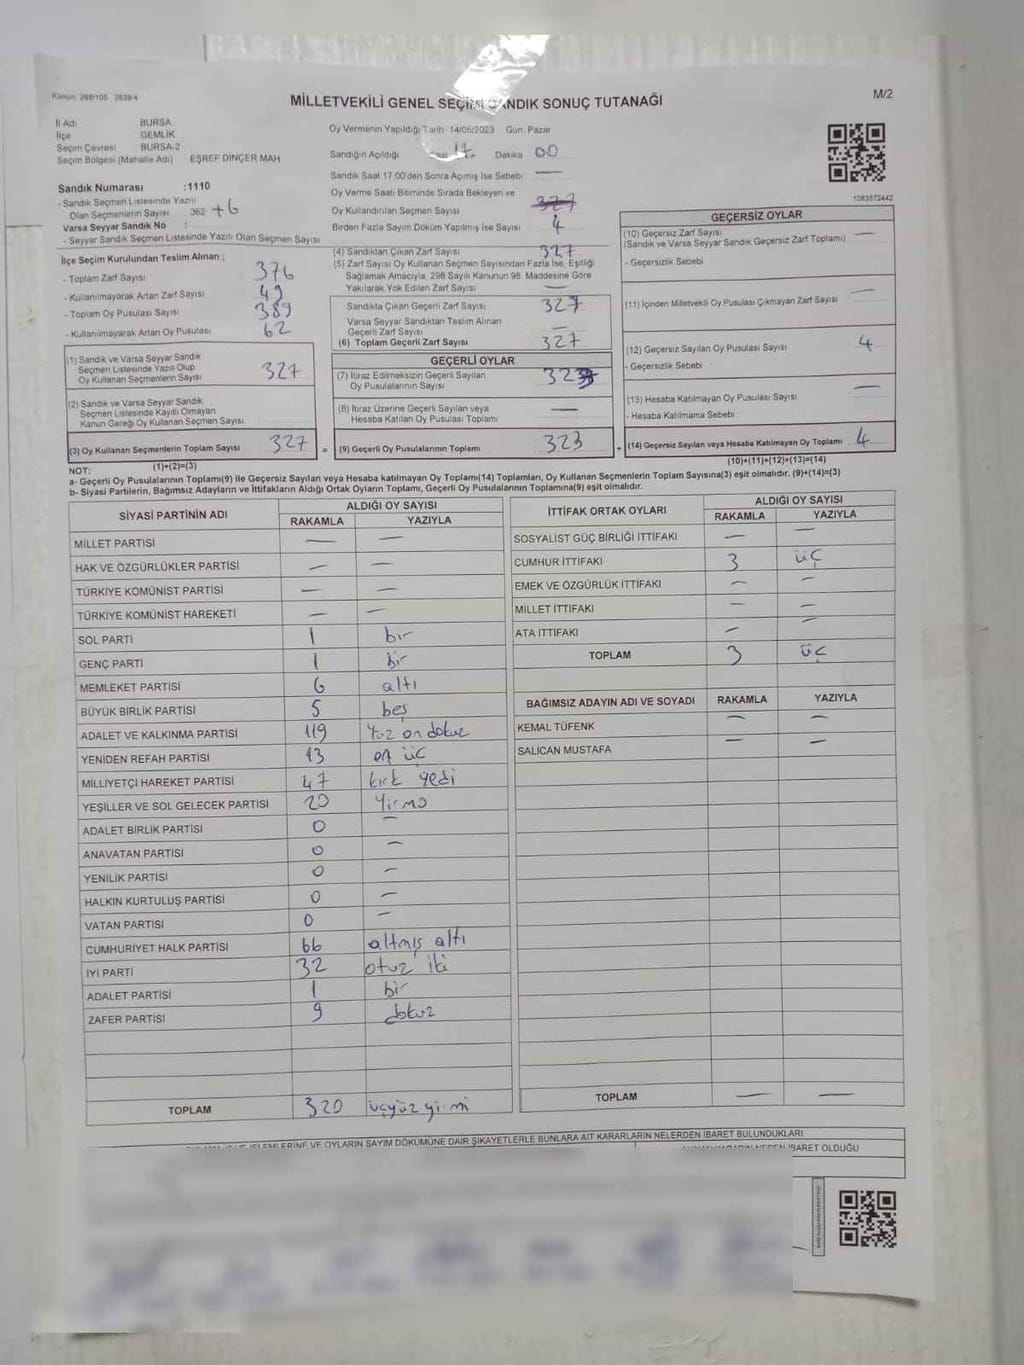 Kanun 298/105 2839/4
M/2
MİLLETVEKİLİ GENEL SEÇİMİ SANDIK SONUÇ TUTANAĞI
İl Adı BURSA
İlçe GEMLİK
Seçim Çevresi BURSA-2
Seçim Bölgesi (Mahalle Adı) EŞREF DİNÇER MAH
Sandık Numarası :1110
- Sandık Seçmen Listesinde Yazılı
Olan Seçmenlerin Sayısı : 362 +6
Varsa Seyyar Sandık No :
- Seyyar Sandık Seçmen Listesinde Yazılı Olan Seçmen Sayısı
Oy Vermenin Yapıldığı Tarih 14/05/2023 Gün Pazar
Sandığın Açıldığı 17 Dakika 00
Sandık Saat 17.00'den Sonra Açımış İse Sebebi —
Oy Verme Saati Bitiminde Sırada Bekleyen ve
Oy Kullandırılan Seçmen Sayısı 327
Birden Fazla Sayım Döküm Yapılmış İse Sayısı 4
1083572442
İlçe Seçim Kurulundan Teslim Alınan ;
- Toplam Zarf Sayısı 376
- Kullanılmayarak Artan Zarf Sayısı 49
- Toplam Oy Pusulası Sayısı 389
- Kullanılmayarak Artan Oy Pusulası 62
(1) Sandık ve Varsa Seyyar Sandık
Seçmen Listesinde Yazılı Olup
Oy Kullanan Seçmenlerin Sayısı 327
(2) Sandık ve Varsa Seyyar Sandık
Seçmen Listesinde Kayıtlı Olmayan
Kanun Gereği Oy Kullanan Seçmen Sayısı
(3) Oy Kullanan Seçmenlerin Toplam Sayısı 327
(1)+(2)=(3)
(4) Sandıktan Çıkan Zarf Sayısı 327
(5) Zarf Sayısı Oy Kullanan Seçmen Sayısından Fazla İse, Eşitliği
Sağlamak Amacıyla, 298 Sayılı Kanunun 98. Maddesine Göre
Yakılarak Yok Edilen Zarf Sayısı
Sandıkta Çıkan Geçerli Zarf Sayısı 327
Varsa Seyyar Sandıktan Teslim Alınan
Geçerli Zarf Sayısı —
(6) Toplam Geçerli Zarf Sayısı 327
GEÇERLİ OYLAR
(7) İtiraz Edilmeksizin Geçerli Sayılan
Oy Pusulalarının Sayısı 323
(8) İtiraz Üzerine Geçerli Sayılan veya
Hesaba Katılan Oy Pusulası Toplamı —
= (9) Geçerli Oy Pusulalarının Toplamı 323
GEÇERSİZ OYLAR
(10) Geçersiz Zarf Sayısı —
(Sandık ve Varsa Seyyar Sandık Geçersiz Zarf Toplamı)
- Geçersizlik Sebebi
(11) İçinden Milletvekili Oy Pusulası Çıkmayan Zarf Sayısı —
(12) Geçersiz Sayılan Oy Pusulası Sayısı 4
- Geçersizlik Sebebi :
(13) Hesaba Katılmayan Oy Pusulası Sayısı —
- Hesaba Katılmama Sebebi :
+ (14) Geçersiz Sayılan veya Hesaba Katılmayan Oy Toplamı 4
(10)+(11)+(12)+(13)=(14)
NOT:
a- Geçerli Oy Pusulalarının Toplamı(9) ile Geçersiz Sayılan veya Hesaba katılmayan Oy Toplamı(14) Toplamları, Oy Kullanan Seçmenlerin Toplam Sayısına(3) eşit olmalıdır. (9)+(14)=(3)
b- Siyasi Partilerin, Bağımsız Adayların ve İttifakların Aldığı Ortak Oyların Toplamı, Geçerli Oy Pusulalarının Toplamına(9) eşit olmalıdır.
SİYASİ PARTİNİN ADI ALDIĞI OY SAYISI
RAKAMLA YAZIYLA
MİLLET PARTİSİ — —
HAK VE ÖZGÜRLÜKLER PARTİSİ — —
TÜRKİYE KOMÜNİST PARTİSİ — —
TÜRKİYE KOMÜNİST HAREKETİ — —
SOL PARTİ 1 bir
GENÇ PARTİ 1 bir
MEMLEKET PARTİSİ 6 altı
BÜYÜK BİRLİK PARTİSİ 5 beş
ADALET VE KALKINMA PARTİSİ 119 Yüz on dokuz
YENİDEN REFAH PARTİSİ 13 on üç
MİLLİYETÇİ HAREKET PARTİSİ 47 kırk yedi
YEŞİLLER VE SOL GELECEK PARTİSİ 20 Yirmo
ADALET BİRLİK PARTİSİ 0 —
ANAVATAN PARTİSİ 0 —
YENİLİK PARTİSİ 0 —
HALKIN KURTULUŞ PARTİSİ 0 —
VATAN PARTİSİ 0 —
CUMHURİYET HALK PARTİSİ 66 altmış altı
İYİ PARTİ 32 otuz iki
ADALET PARTİSİ 1 bir
ZAFER PARTİSİ 9 dokuz
TOPLAM 320 üçyüz yirmi
İTTİFAK ORTAK OYLARI ALDIĞI OY SAYISI
RAKAMLA YAZIYLA
SOSYALİST GÜÇ BİRLİĞİ İTTİFAKI — —
CUMHUR İTTİFAKI 3 üç
EMEK VE ÖZGÜRLÜK İTTİFAKI — —
MİLLET İTTİFAKI — —
ATA İTTİFAKI — —
TOPLAM 3 üç
BAĞIMSIZ ADAYIN ADI VE SOYADI RAKAMLA YAZIYLA
KEMAL TÜFENK — —
SALİCAN MUSTAFA — —
TOPLAM — —
İŞLEMLERİNE VE OYLARIN SAYIM DÖKÜMÜNE DAİR ŞİKAYETLERLE BUNLARA AİT KARARLARIN NELERDEN İBARET BULUNDUKLARI
İBARET OLDUĞU